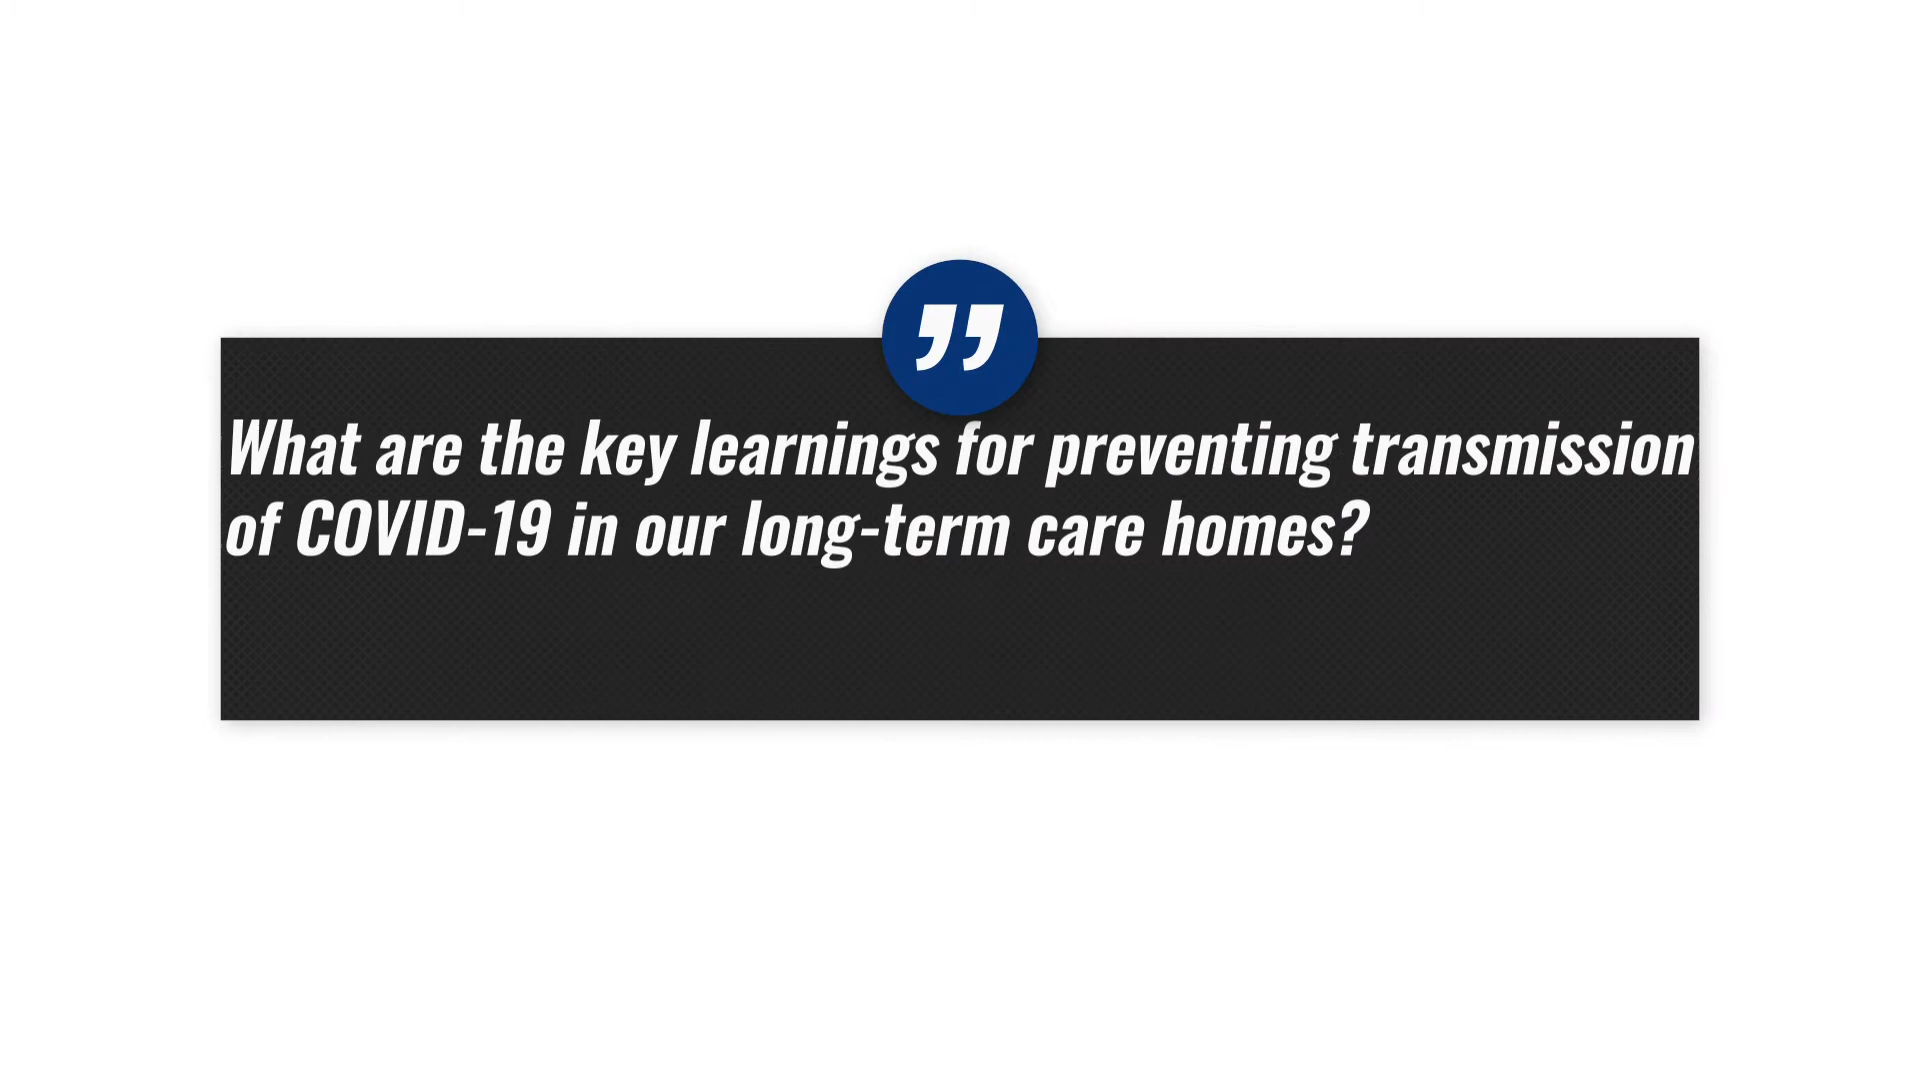 ”
What are the key learnings for preventing transmission
of COVID-19 in our long-term care homes?